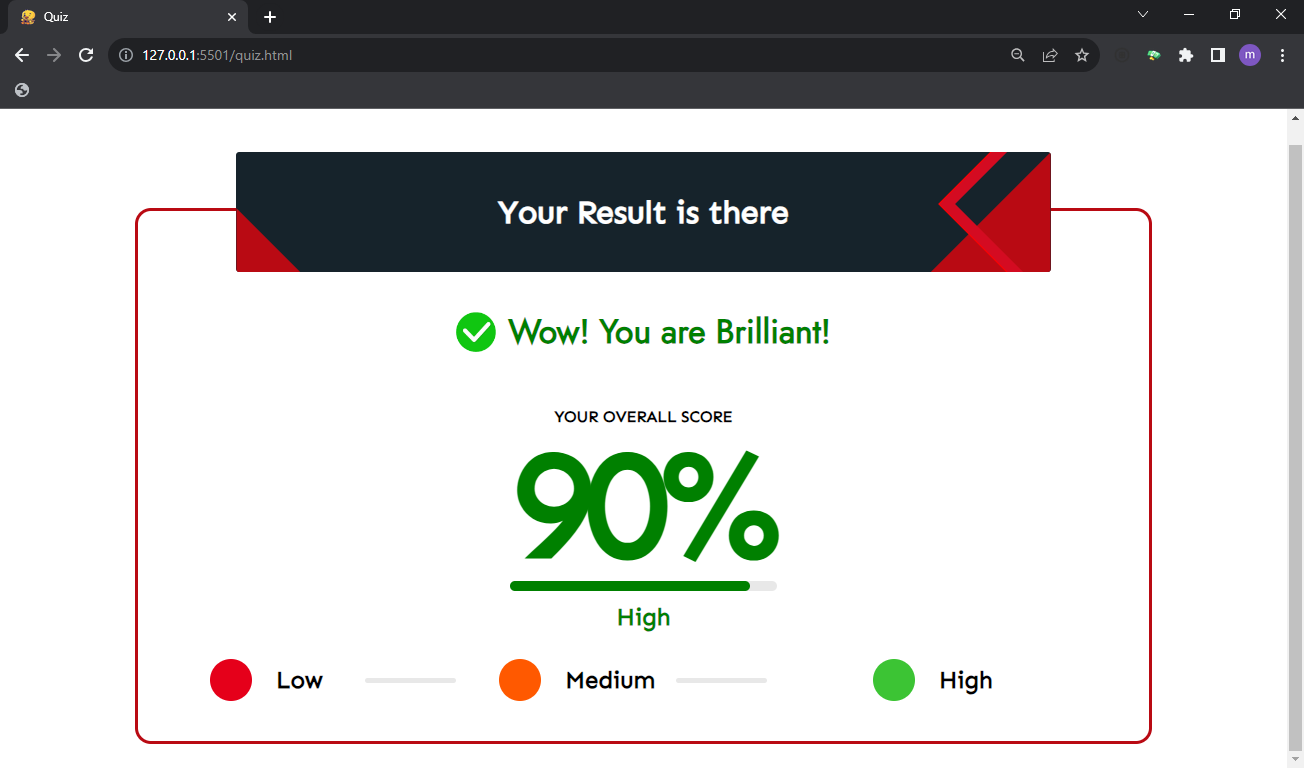 Quiz
127.0.0.1:5501/quiz.html
m
Your Result is there
Wow! You are Brilliant!
YOUR OVERALL SCORE
90%
High
Low Medium High